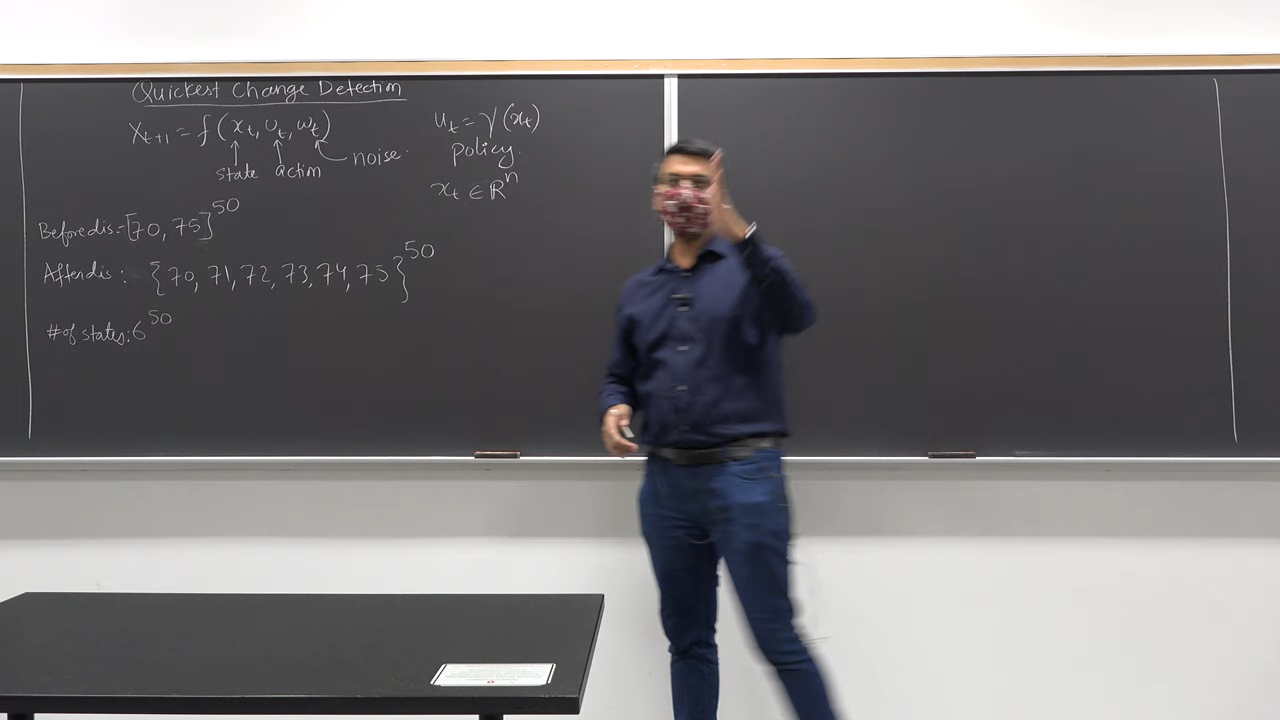 Quickest Change Detection
X_{t+1} = f(x_t, u_t, w_t)
state action noise.
u_t = γ(x_t)
policy.
x_t ∈ R^n
Before dis:- [70, 75]^50
After dis: {70, 71, 72, 73, 74, 75}^50
# of states: 6^50